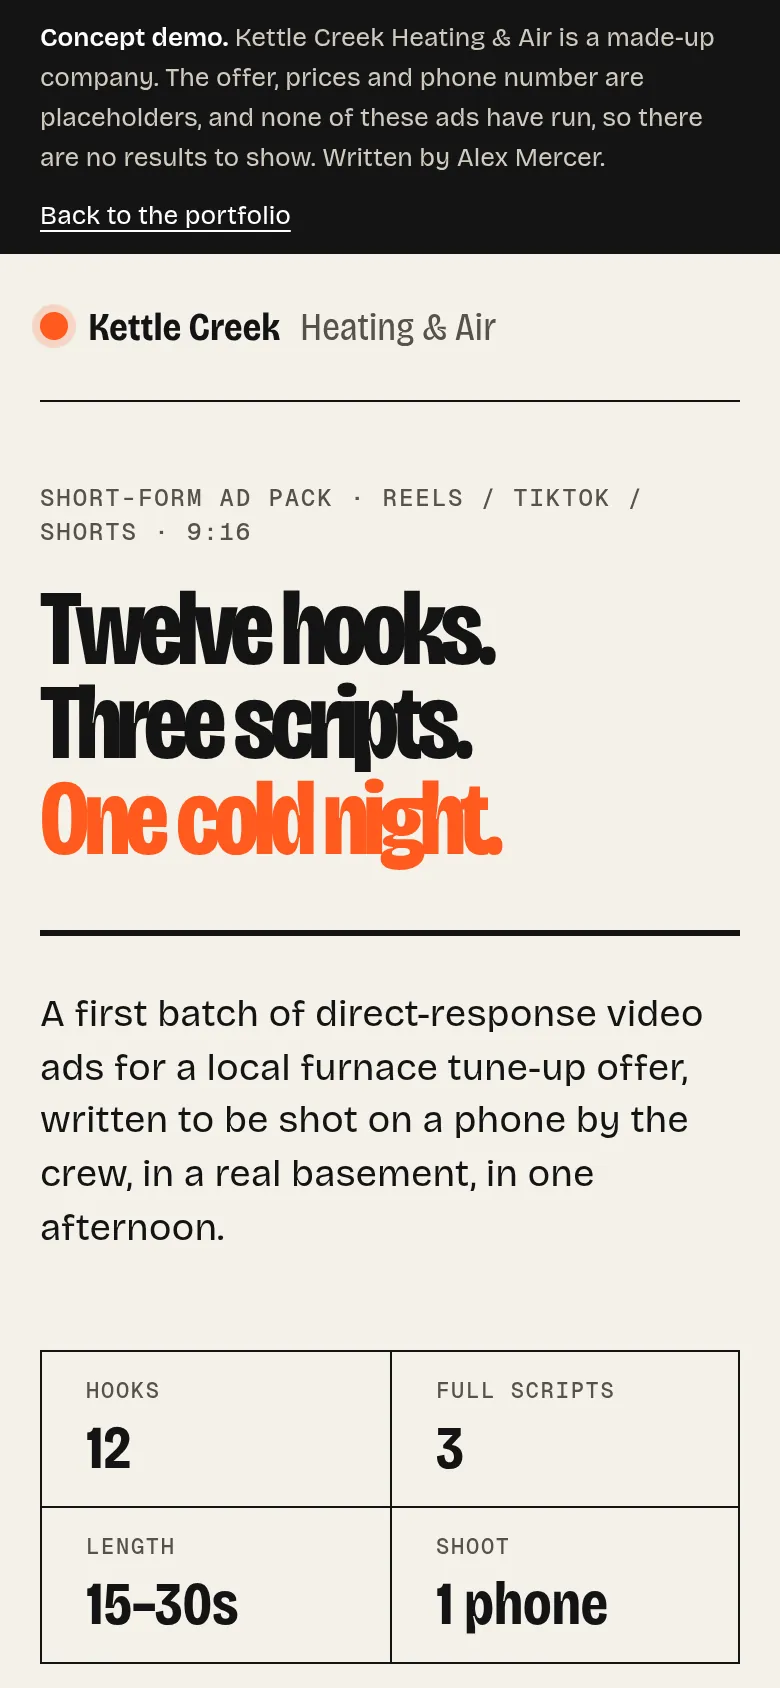 Concept demo. Kettle Creek Heating & Air is a made-up
company. The offer, prices and phone number are
placeholders, and none of these ads have run, so there
are no results to show. Written by Alex Mercer.
Back to the portfolio
Kettle Creek Heating & Air
SHORT-FORM AD PACK · REELS / TIKTOK /
SHORTS · 9:16
Twelve hooks.
Three scripts.
One cold night.
A first batch of direct-response video
ads for a local furnace tune-up offer,
written to be shot on a phone by the
crew, in a real basement, in one
afternoon.
HOOKS
12
FULL SCRIPTS
3
LENGTH
15–30s
SHOOT
1 phone